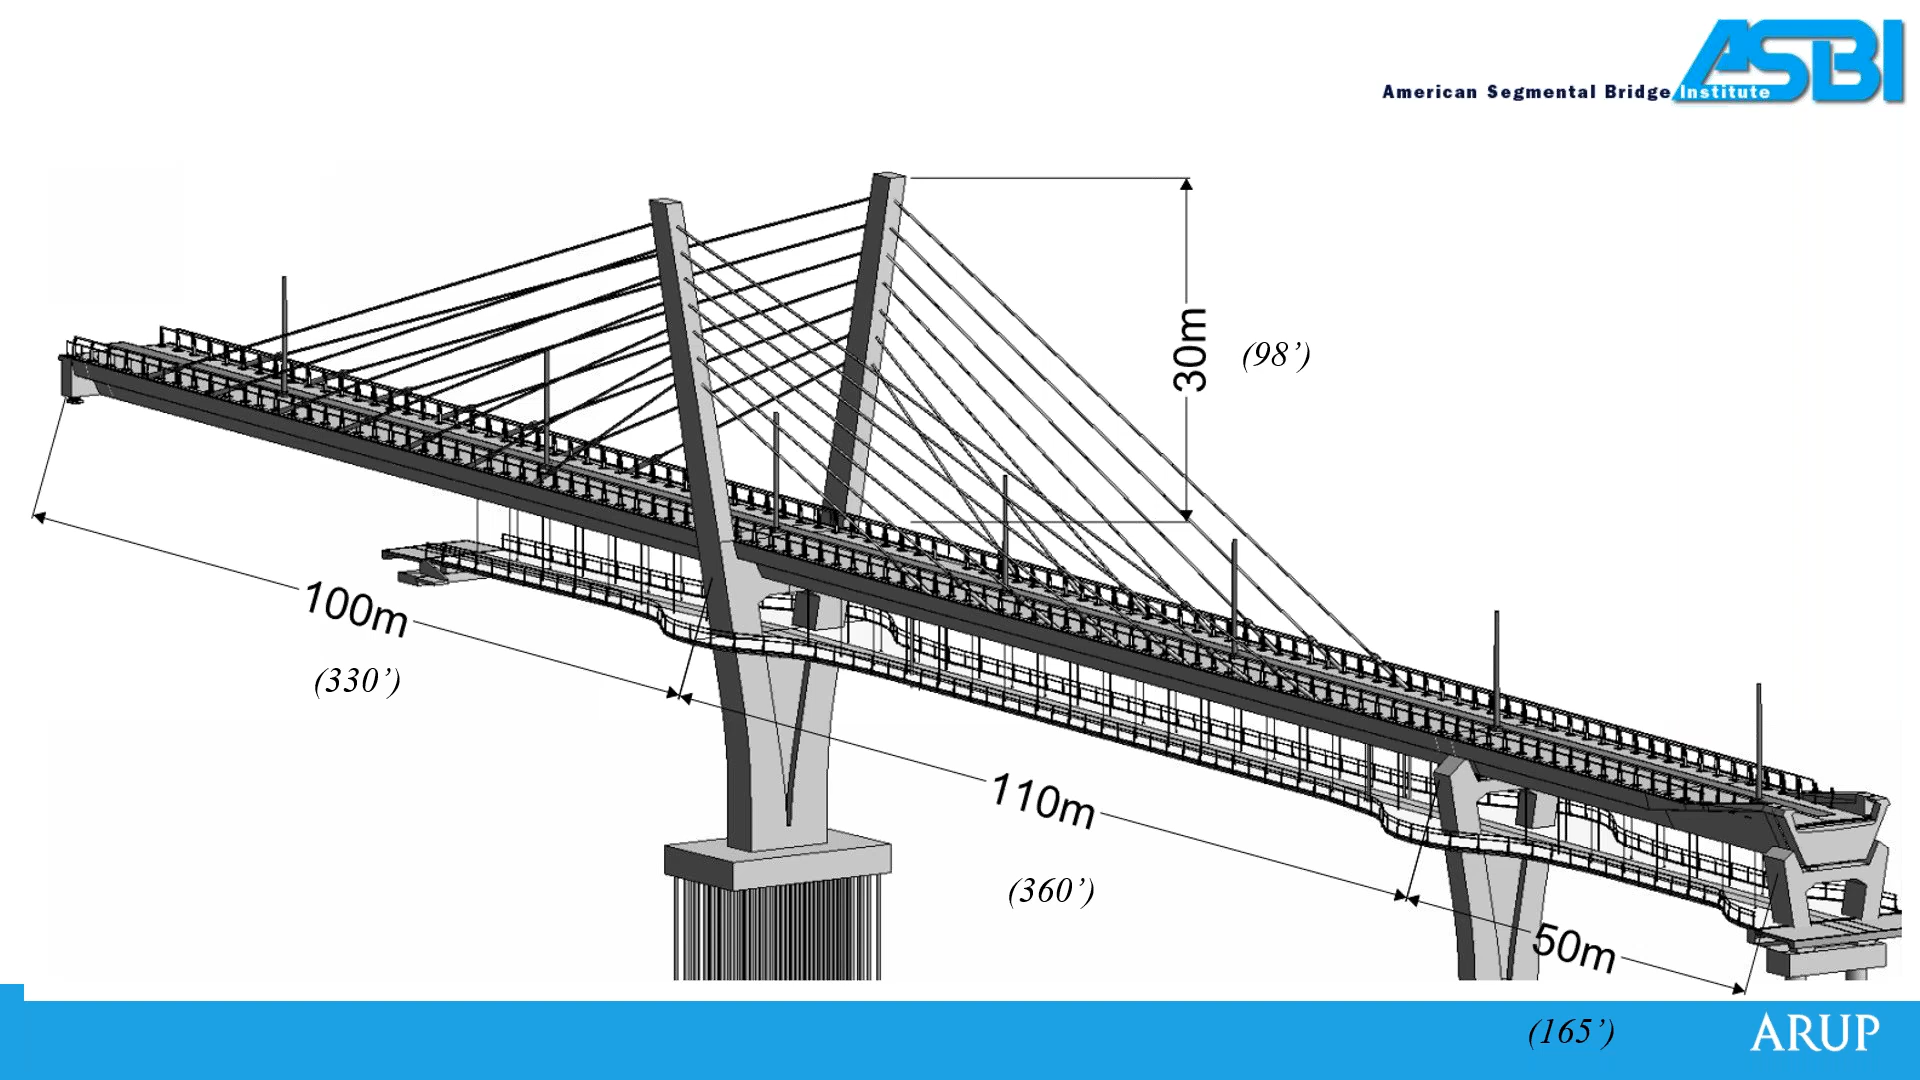 ASBI
American Segmental Bridge Institute
30m
(98’)
100m
(330’)
110m
(360’)
50m
(165’)
ARUP